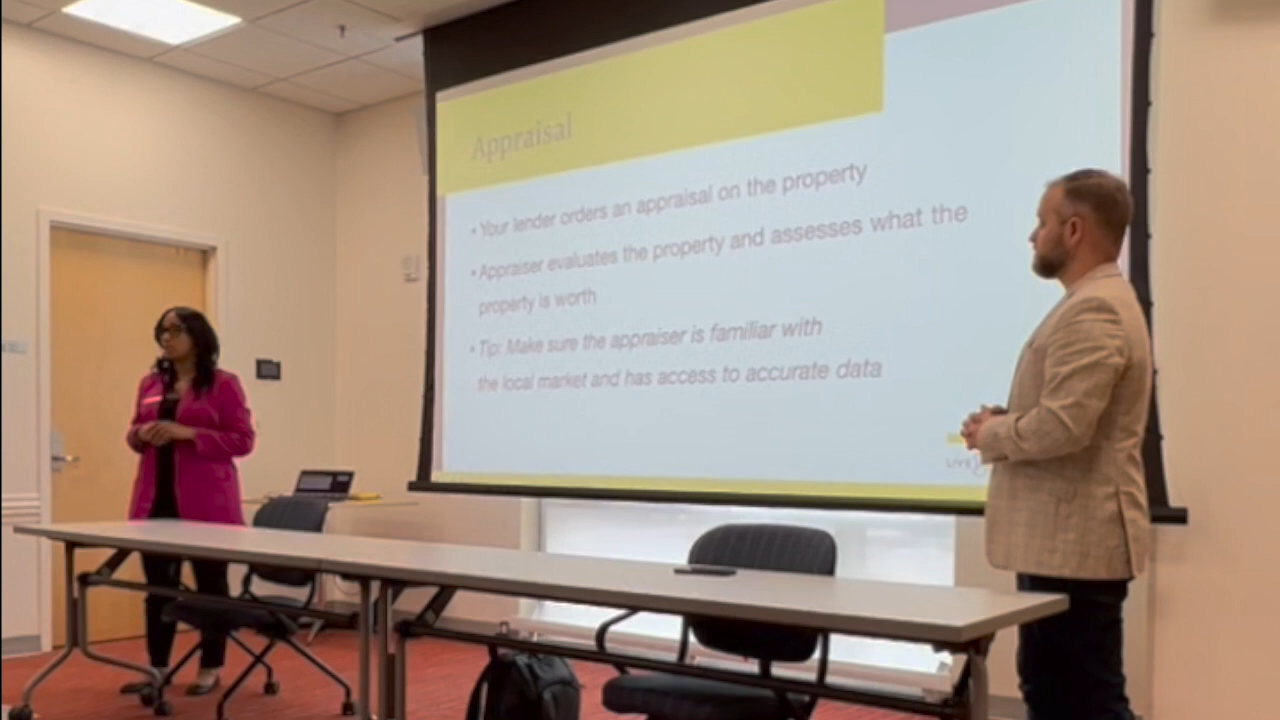 Appraisal
• Your lender orders an appraisal on the property
• Appraiser evaluates the property and assesses what the
property is worth
• Tip: Make sure the appraiser is familiar with
the local market and has access to accurate data
LIVE